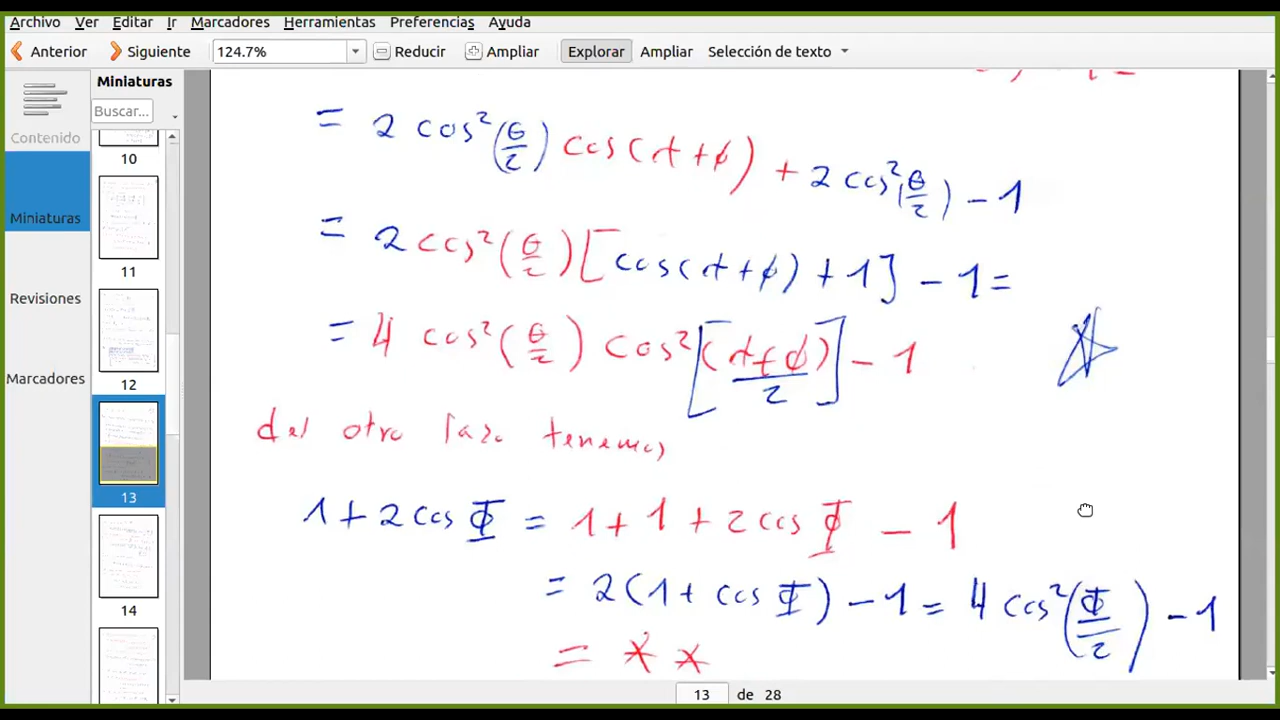 Archivo Ver Editar Ir Marcadores Herramientas Preferencias Ayuda
Anterior Siguiente 124.7% Reducir Ampliar Explorar Ampliar Selección de texto
Contenido
Miniaturas
Revisiones
Marcadores
Miniaturas
Buscar...
10
11
12
13
14
= 2 cos²(θ/2) cos(ψ+φ) + 2 cos²(θ/2) - 1
= 2 cos²(θ/2) [cos(ψ+φ) + 1] - 1 =
= 4 cos²(θ/2) cos²[(ψ+φ)/2] - 1
del otro lado tenemos
1 + 2 cos Φ = 1 + 1 + 2 cos Φ - 1
= 2(1 + cos Φ) - 1 = 4 cos²(Φ/2) - 1
= * *
13 de 28